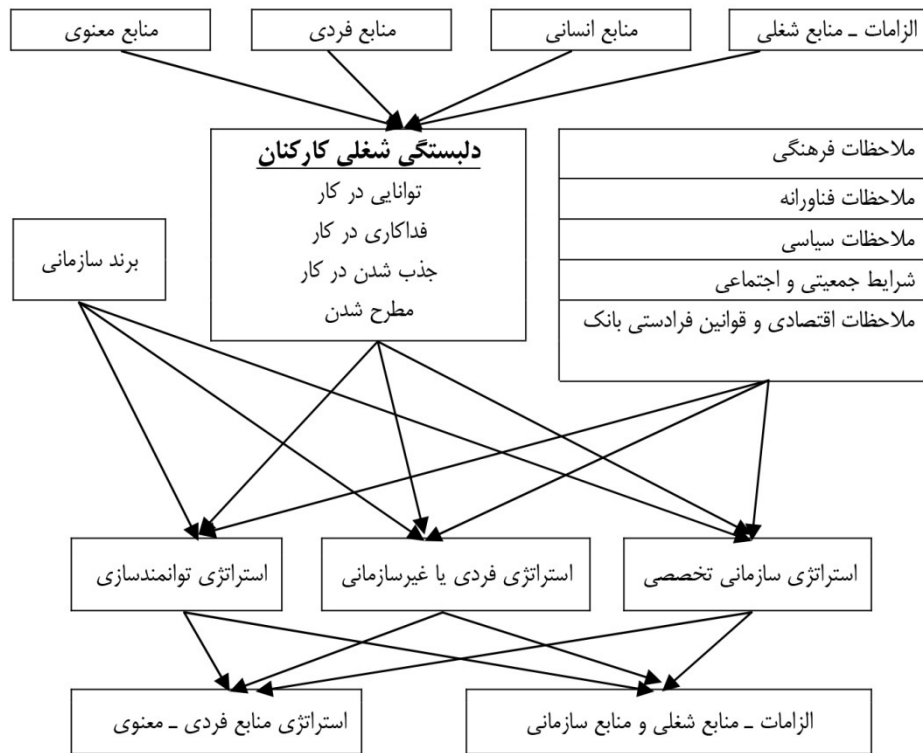 الزامات ـ منابع شغلی
منابع انسانی
منابع فردی
منابع معنوی
ملاحظات فرهنگی
ملاحظات فناورانه
ملاحظات سیاسی
شرایط جمعیتی و اجتماعی
ملاحظات اقتصادی و قوانین فرادستی بانک
دلبستگی شغلی کارکنان
توانایی در کار
فداکاری در کار
جذب شدن در کار
مطرح شدن
برند سازمانی
استراتژی سازمانی تخصصی
استراتژی فردی یا غیرسازمانی
استراتژی توانمندسازی
الزامات ـ منابع شغلی و منابع سازمانی
استراتژی منابع فردی ـ معنوی